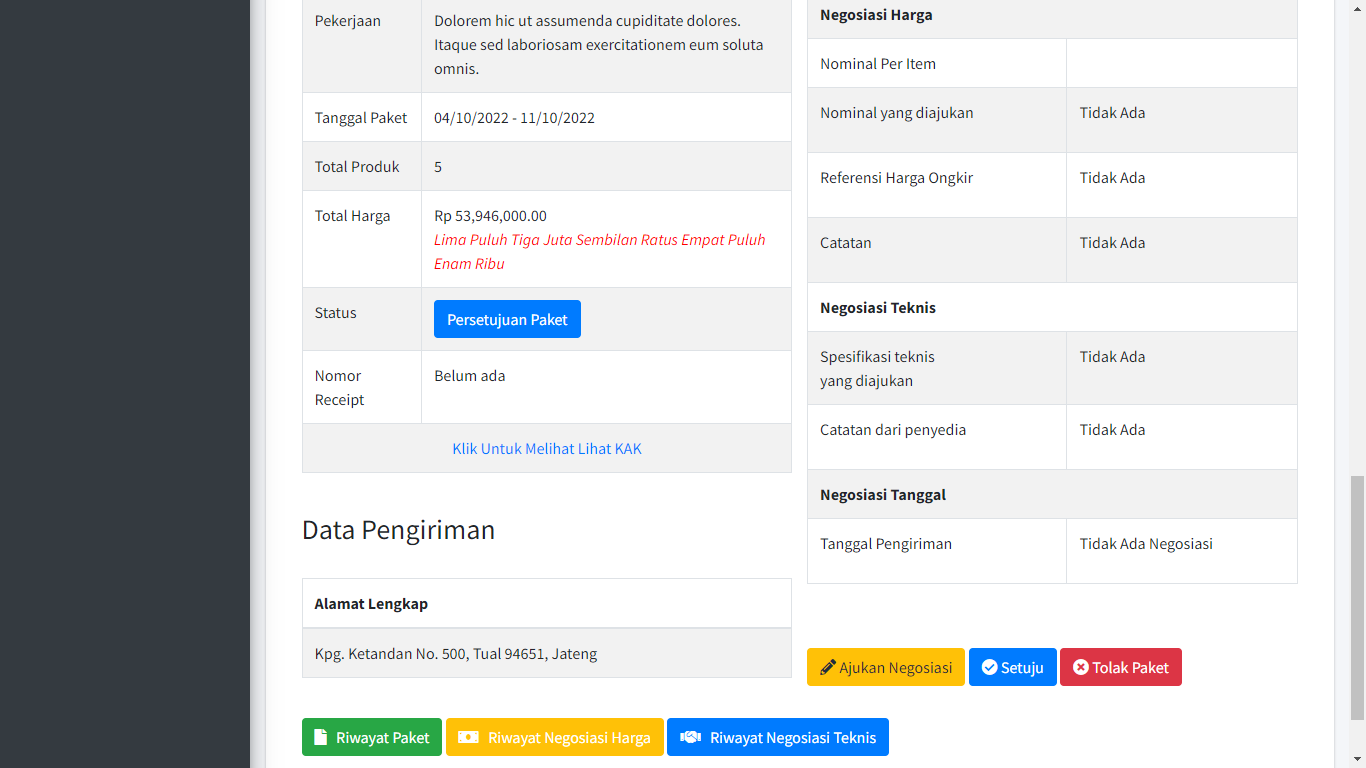 Pekerjaan
Dolorem hic ut assumenda cupiditate dolores.
Itaque sed laboriosam exercitationem eum soluta
omnis.
Tanggal Paket
04/10/2022 - 11/10/2022
Total Produk
5
Total Harga
Rp 53,946,000.00
Lima Puluh Tiga Juta Sembilan Ratus Empat Puluh
Enam Ribu
Status
Persetujuan Paket
Nomor
Receipt
Belum ada
Klik Untuk Melihat Lihat KAK
Data Pengiriman
Alamat Lengkap
Kpg. Ketandan No. 500, Tual 94651, Jateng
Negosiasi Harga
Nominal Per Item
Nominal yang diajukan
Tidak Ada
Referensi Harga Ongkir
Tidak Ada
Catatan
Tidak Ada
Negosiasi Teknis
Spesifikasi teknis
yang diajukan
Tidak Ada
Catatan dari penyedia
Tidak Ada
Negosiasi Tanggal
Tanggal Pengiriman
Tidak Ada Negosiasi
Ajukan Negosiasi
Setuju
Tolak Paket
Riwayat Paket
Riwayat Negosiasi Harga
Riwayat Negosiasi Teknis